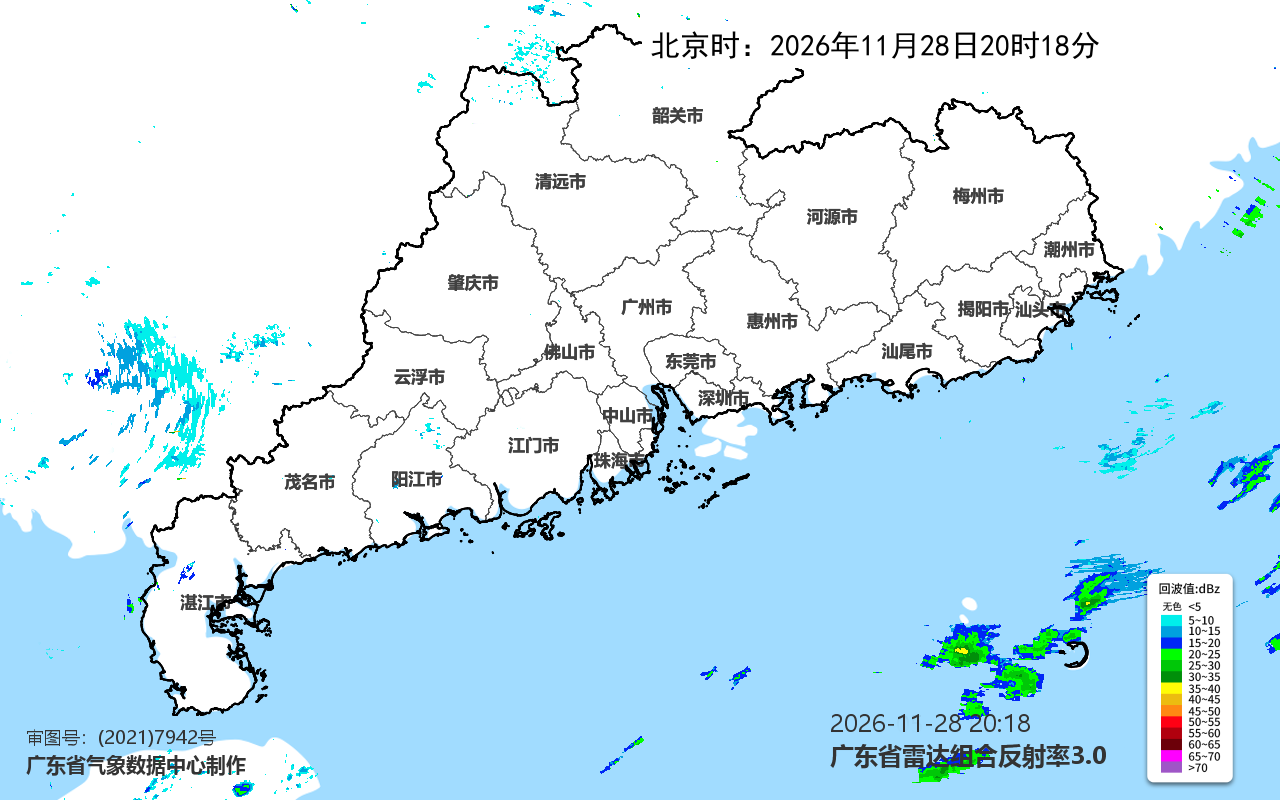 北京时：2026年11月28日20时18分
韶关市
清远市
梅州市
河源市
潮州市
肇庆市
广州市
揭阳市
汕头市
惠州市
佛山市
汕尾市
东莞市
云浮市
深圳市
中山市
江门市
珠海市
阳江市
茂名市
湛江市
回波值:dBz
无色 <5
5~10
10~15
15~20
20~25
25~30
30~35
35~40
40~45
45~50
50~55
55~60
60~65
65~70
>70
2026-11-28 20:18
广东省雷达组合反射率3.0
审图号：(2021)7942号
广东省气象数据中心制作